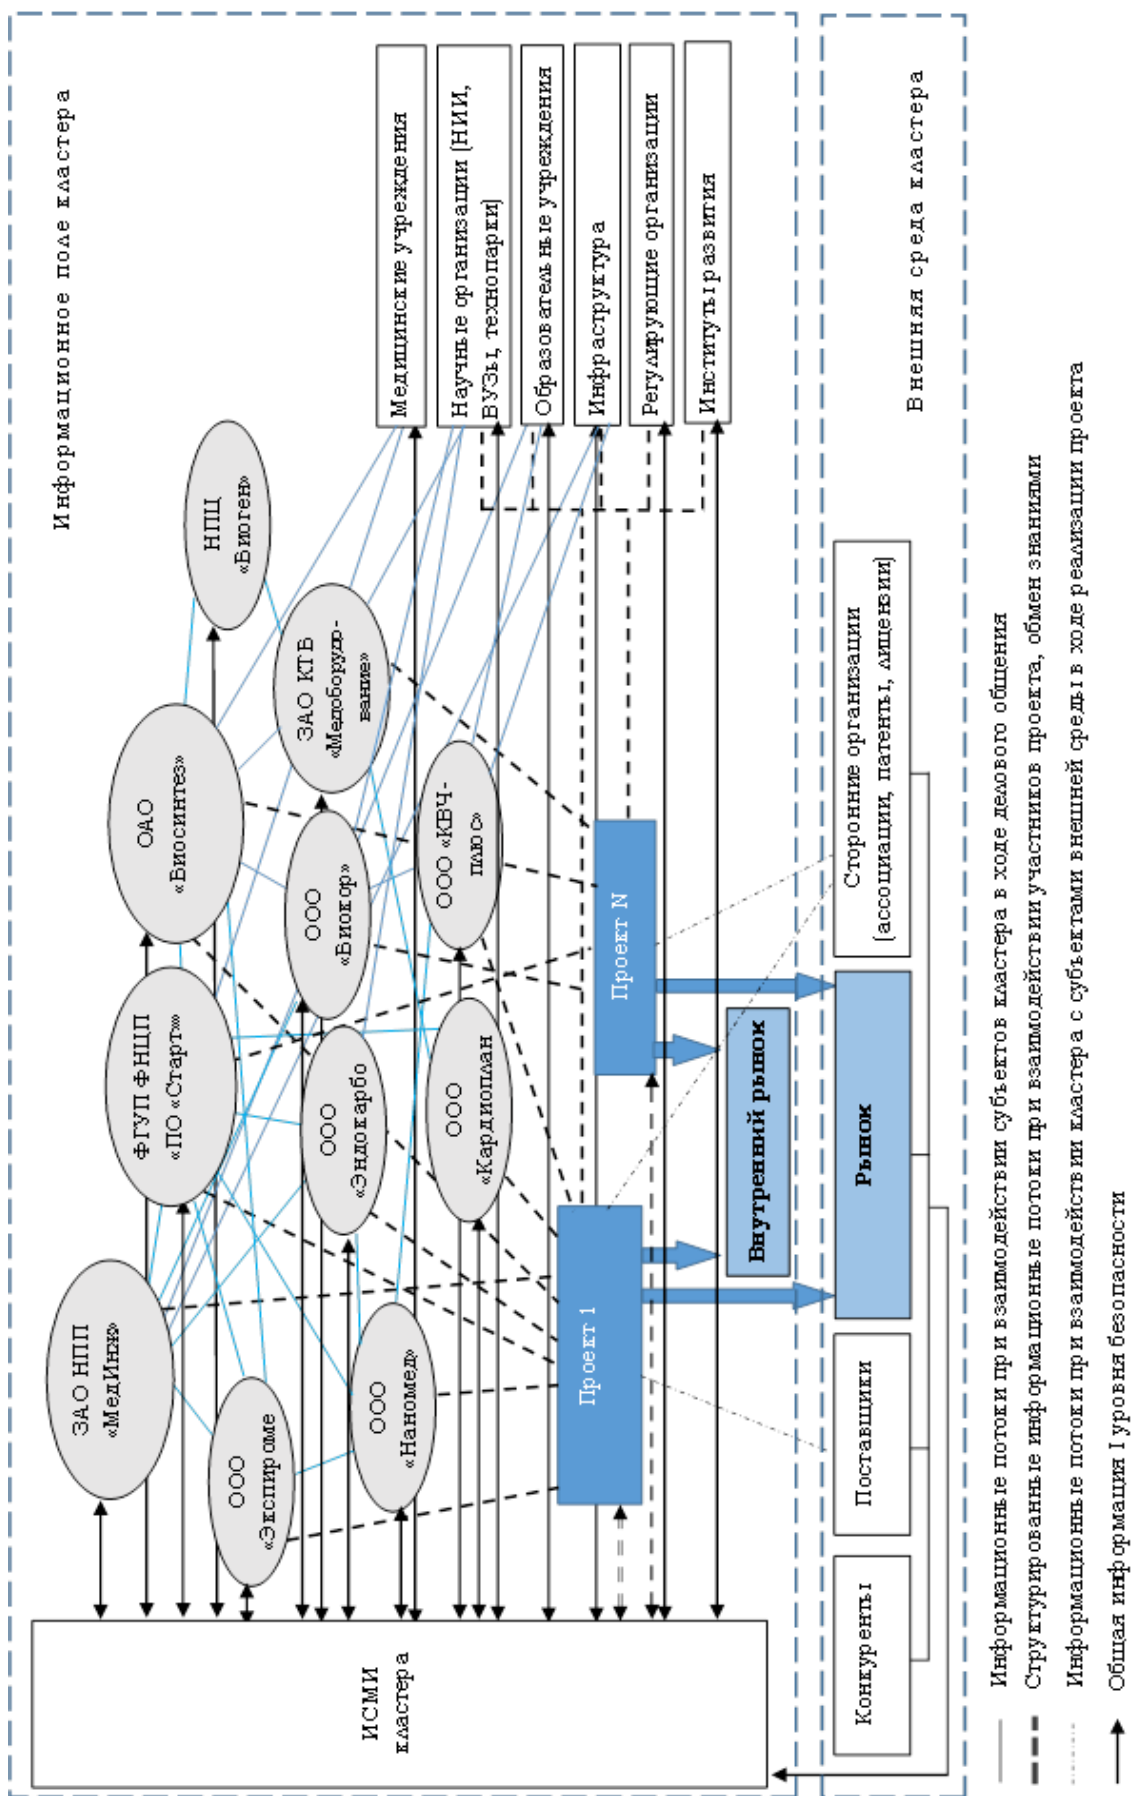 Информационное поле кластера
НПЦ
«Биоген»
ОАО
«Биосинтез»
ФГУП ФНЦП
«ПО «Старт»»
ЗАО НПП
«МедИнж»
ООО
«Экспироме
ЗАО КТБ
«Медоборудо-
вание»
ООО
«Биокор»
ООО
«Эндокарбо
ООО
«Наномед»
ООО «КВЧ-
плюс»
ООО
«Кардиоплан
Медицинские учреждения
Научные организации (НИИ,
ВУЗы, технопарки)
Образовательные учреждения
Инфраструктура
Регулирующие организации
Институты развития
ИСМИ
кластера
Проект 1
Проект N
Внутренний рынок
Внешняя среда кластера
Конкуренты
Поставщики
Рынок
Сторонние организации
(ассоциации, патенты, лицензии)
Информационные потоки при взаимодействии субъектов кластера в ходе делового общения
Структурированные информационные потоки при взаимодействии участников проекта, обмен знаниями
Информационные потоки при взаимодействии кластера с субъектами внешней среды в ходе реализации проекта
Общая информация I уровня безопасности